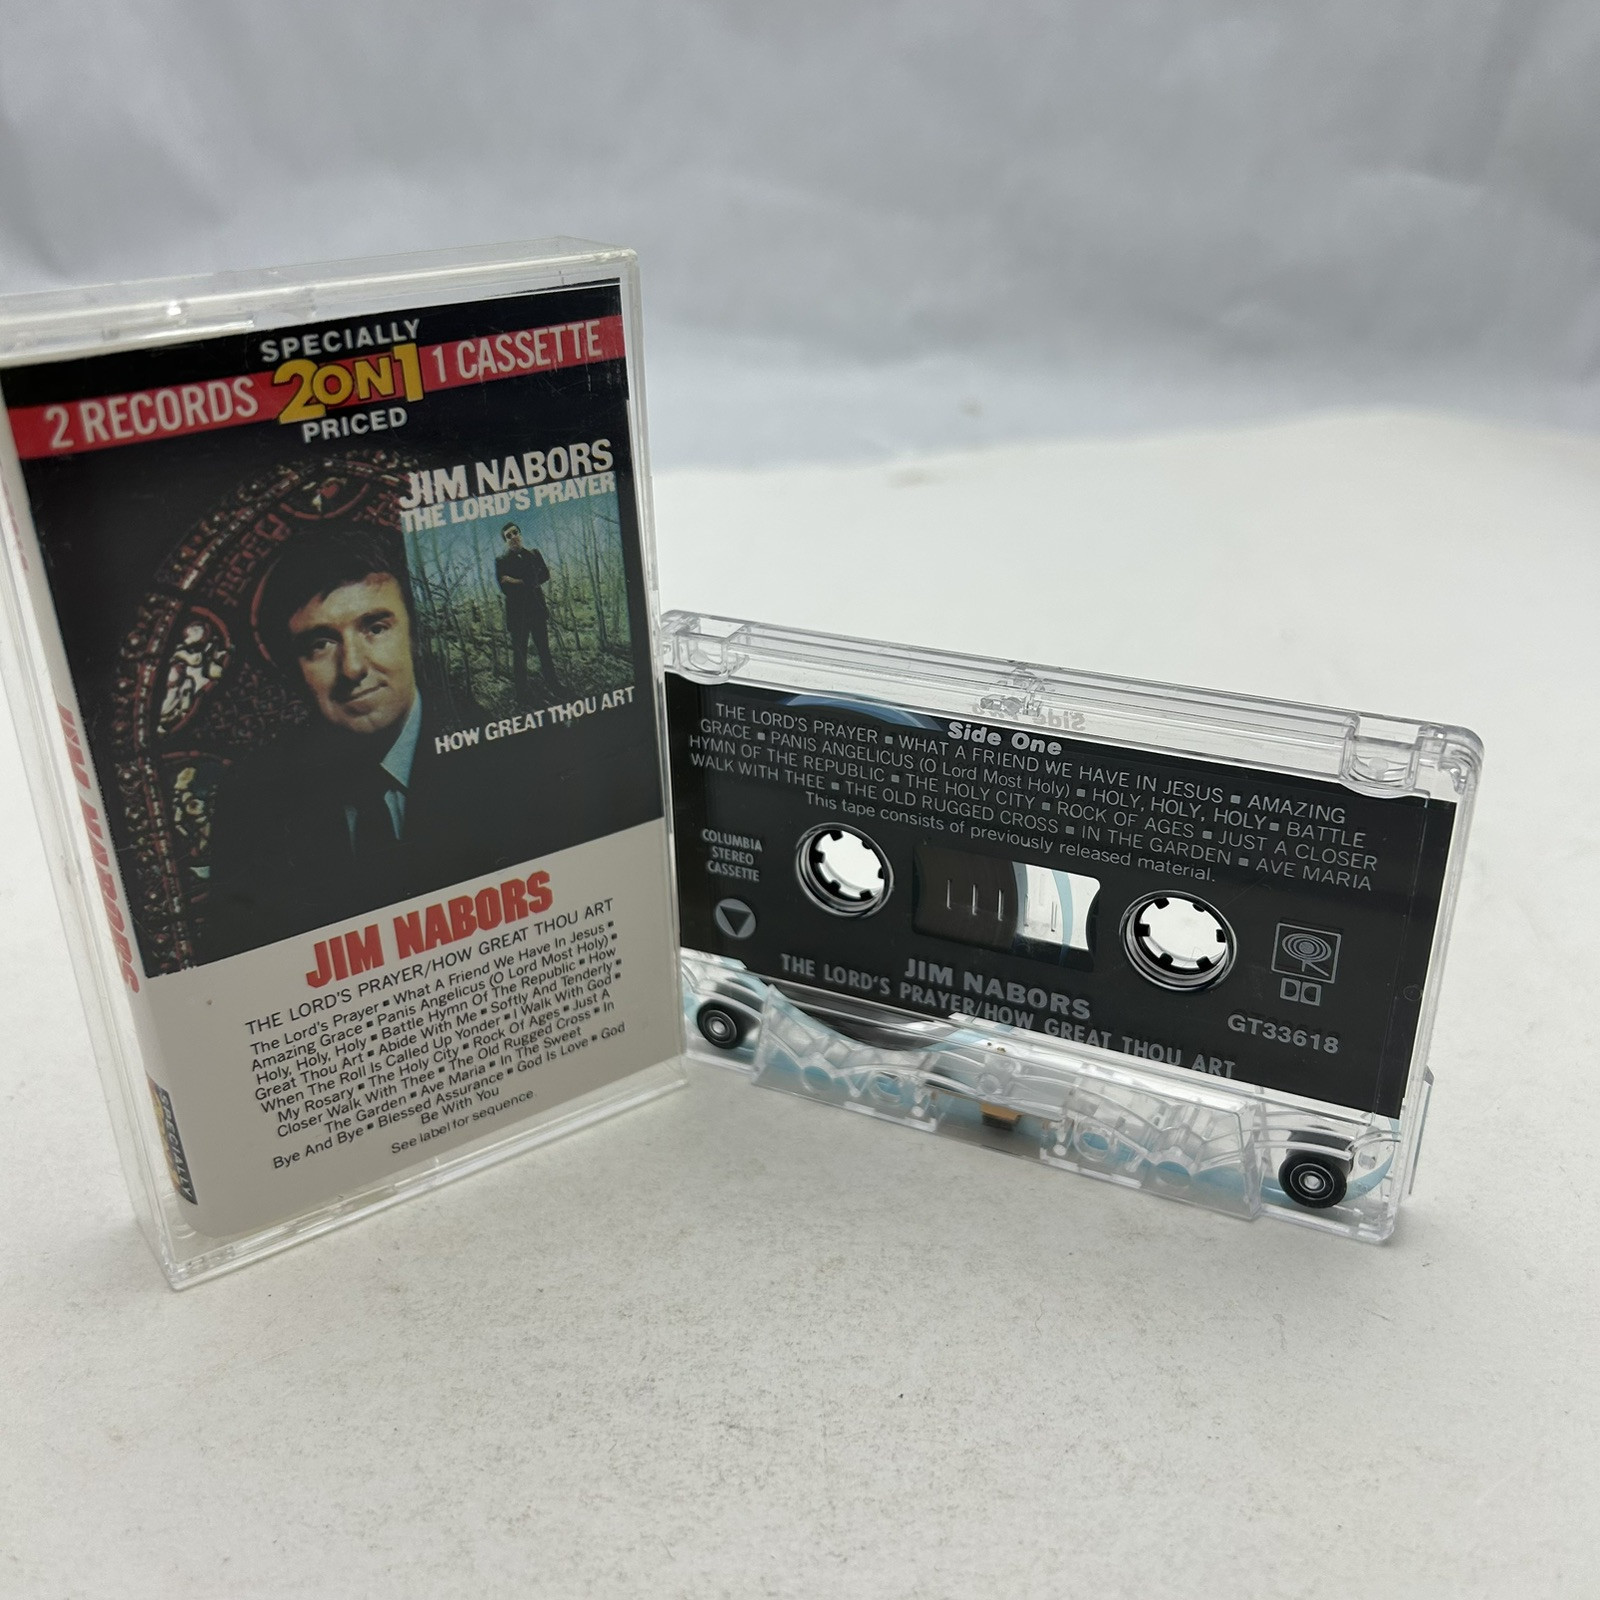 SPECIALLY
2 RECORDS 2ON1 1 CASSETTE
PRICED
JIM NABORS
THE LORD'S PRAYER
HOW GREAT THOU ART
JIM NABORS
THE LORD'S PRAYER/HOW GREAT THOU ART
The Lord's Prayer ▪ What A Friend We Have In Jesus ▪
Amazing Grace ▪ Panis Angelicus (O Lord Most Holy) ▪
Holy, Holy, Holy ▪ Battle Hymn Of The Republic ▪ How
Great Thou Art ▪ Abide With Me ▪ Softly And Tenderly ▪
When The Roll Is Called Up Yonder ▪ I Walk With God ▪
My Rosary ▪ The Holy City ▪ Rock Of Ages ▪ Just A
Closer Walk With Thee ▪ The Old Rugged Cross ▪ In
The Garden ▪ Ave Maria ▪ In The Sweet
Bye And Bye ▪ Blessed Assurance ▪ God Is Love ▪ God
Be With You
See label for sequence.
JIM NABORS
SPECIALLY
Side One
THE LORD'S PRAYER ▪ WHAT A FRIEND WE HAVE IN JESUS ▪ AMAZING
GRACE ▪ PANIS ANGELICUS (O Lord Most Holy) ▪ HOLY, HOLY, HOLY ▪ BATTLE
HYMN OF THE REPUBLIC ▪ THE HOLY CITY ▪ ROCK OF AGES ▪ JUST A CLOSER
WALK WITH THEE ▪ THE OLD RUGGED CROSS ▪ IN THE GARDEN ▪ AVE MARIA
This tape consists of previously released material.
COLUMBIA
STEREO
CASSETTE
JIM NABORS
THE LORD'S PRAYER/HOW GREAT THOU ART
GT33618